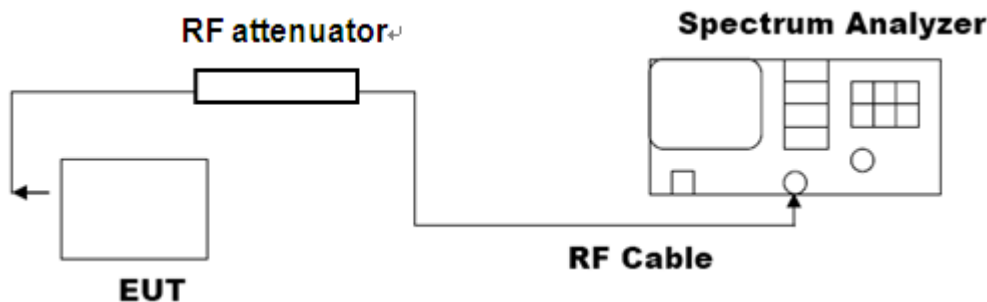 RF attenuator↵
Spectrum Analyzer
RF Cable
EUT